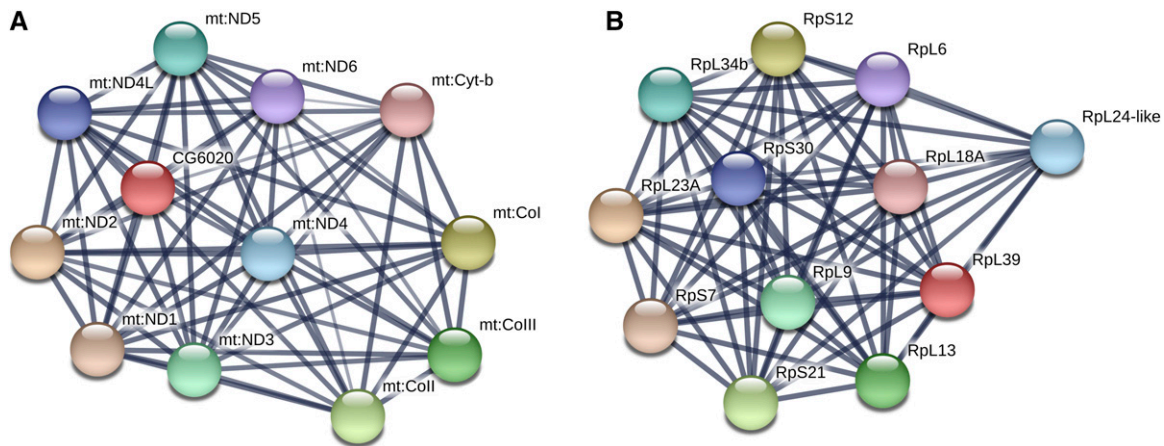 A
mt:ND5
mt:ND4L
mt:ND6
mt:Cyt-b
CG6020
mt:ND2
mt:ND4
mt:CoI
mt:ND1
mt:ND3
mt:CoIII
mt:CoII
B
RpS12
RpL34b
RpL6
RpL24-like
RpS30
RpL18A
RpL23A
RpL39
RpL9
RpS7
RpL13
RpS21